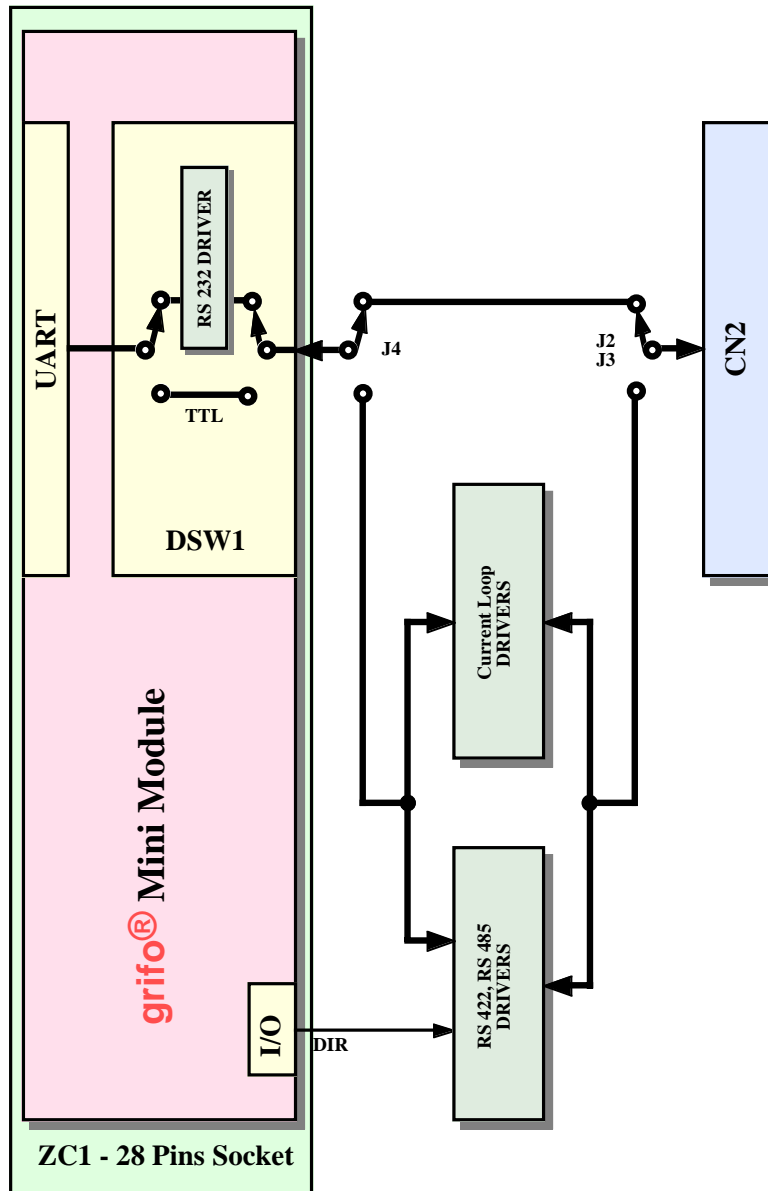 RS 232 DRIVER
UART
J4
J2
J3
CN2
TTL
DSW1
Current Loop
DRIVERS
grifo® Mini Module
RS 422, RS 485
DRIVERS
I/O
DIR
ZC1 - 28 Pins Socket